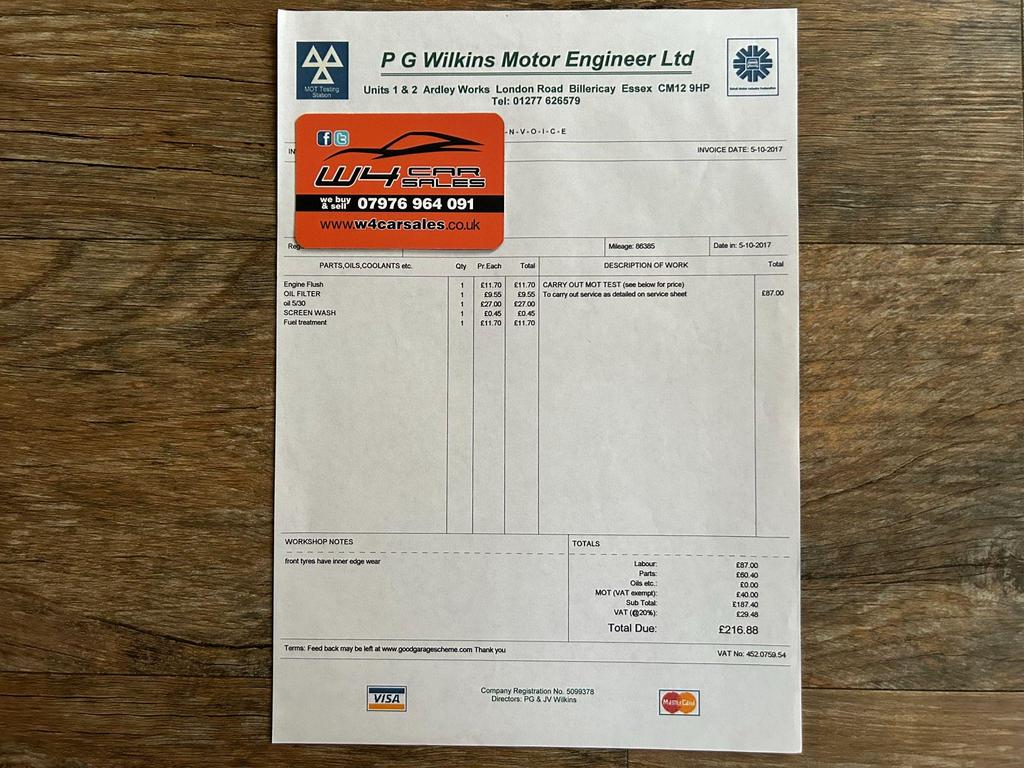 MOT Testing
Station
P G Wilkins Motor Engineer Ltd
Units 1 & 2 Ardley Works London Road Billericay Essex CM12 9HP
Tel: 01277 626579
-N-V-O-I-C-E
INVOICE DATE: 5-10-2017
W4 CAR SALES
we buy & sell 07976 964 091
www.w4carsales.co.uk
Mileage: 86385 Date in: 5-10-2017
PARTS,OILS,COOLANTS etc. Qty Pr.Each Total DESCRIPTION OF WORK Total
Engine Flush 1 £11.70 £11.70 CARRY OUT MOT TEST (see below for price)
OIL FILTER 1 £9.55 £9.55 To carry out service as detailed on service sheet £87.00
oil 5/30 1 £27.00 £27.00
SCREEN WASH 1 £0.45 £0.45
Fuel treatment 1 £11.70 £11.70
WORKSHOP NOTES
front tyres have inner edge wear
TOTALS
Labour: £87.00
Parts: £60.40
Oils etc.: £0.00
MOT (VAT exempt): £40.00
Sub Total: £187.40
VAT (@20%): £29.48
Total Due: £216.88
Terms: Feed back may be left at www.goodgaragescheme.com Thank you
VAT No: 452.0759.54
VISA
Company Registration No. 5099378
Directors: PG & JV Wilkins
MasterCard